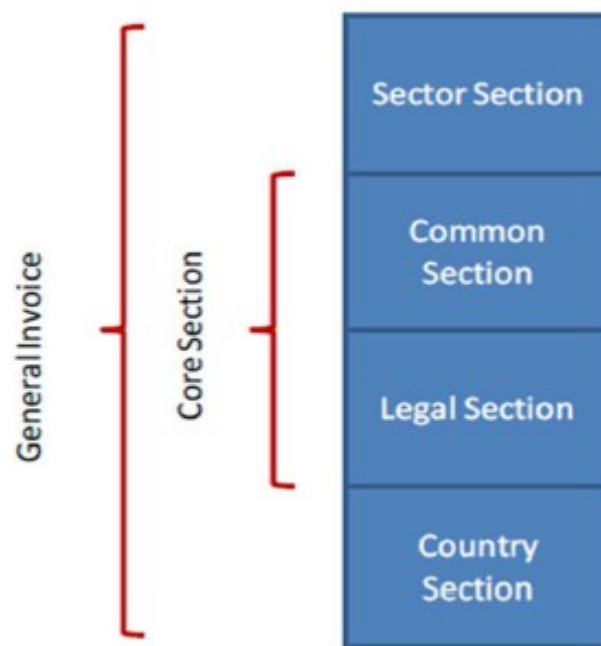 General Invoice
Core Section
Sector Section
Common
Section
Legal Section
Country
Section